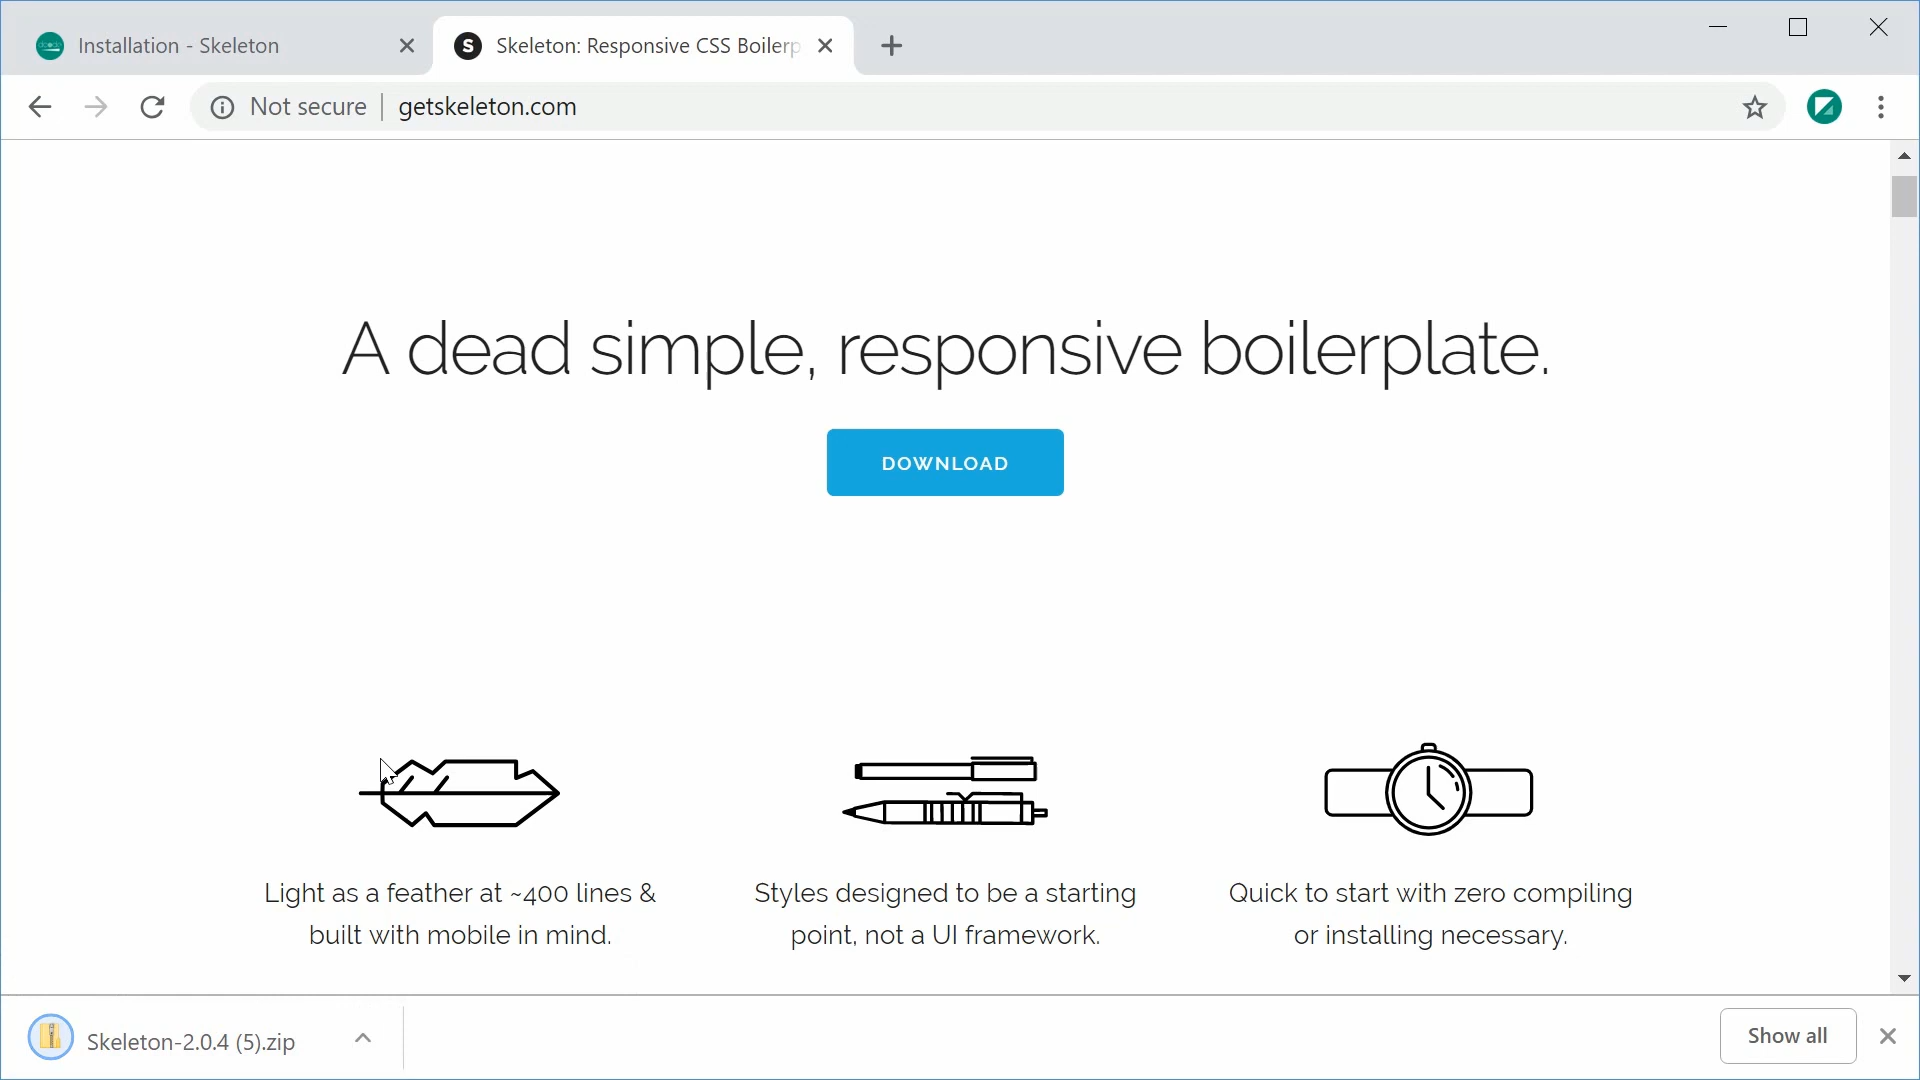 Installation - Skeleton
Skeleton: Responsive CSS Boilerp
Not secure
getskeleton.com
A dead simple, responsive boilerplate.
DOWNLOAD
Light as a feather at ~400 lines &
built with mobile in mind.
Styles designed to be a starting
point, not a UI framework.
Quick to start with zero compiling
or installing necessary.
Skeleton-2.0.4 (5).zip
Show all